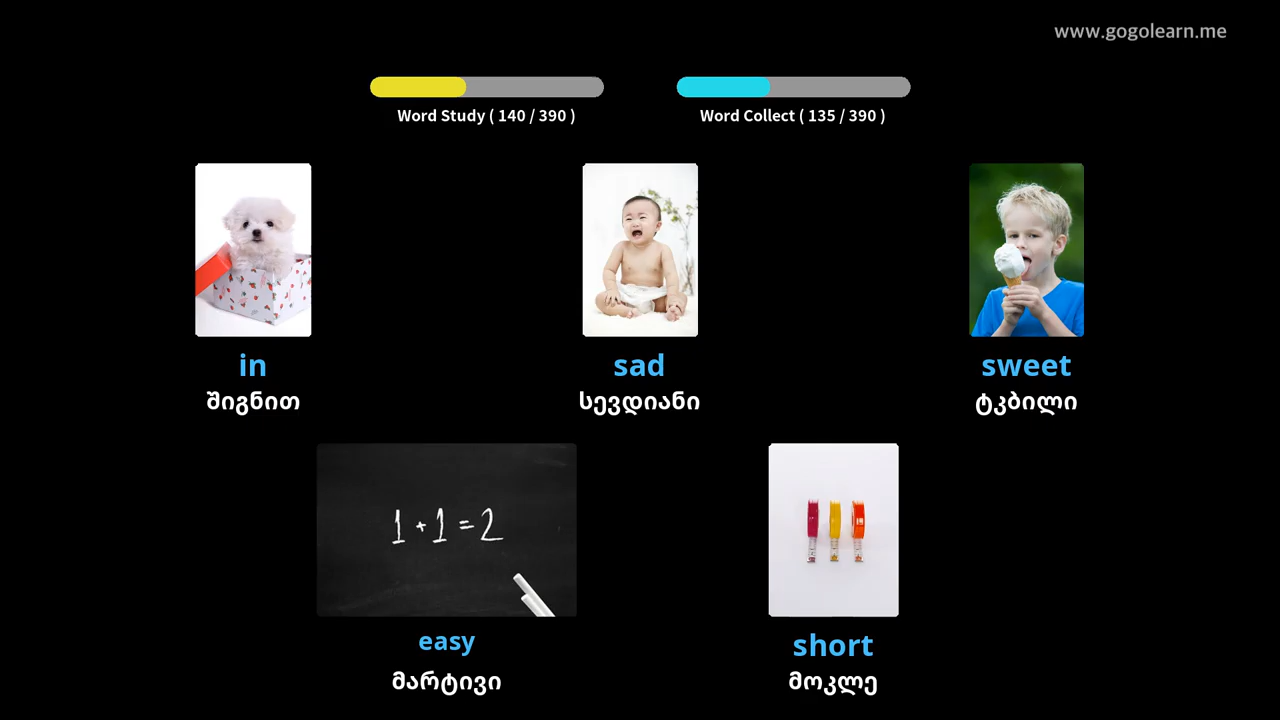 www.gogolearn.me
Word Study ( 140 / 390 )
Word Collect ( 135 / 390 )
in
შიგნით
sad
სევდიანი
sweet
ტკბილი
1 + 1 = 2
easy
მარტივი
short
მოკლე